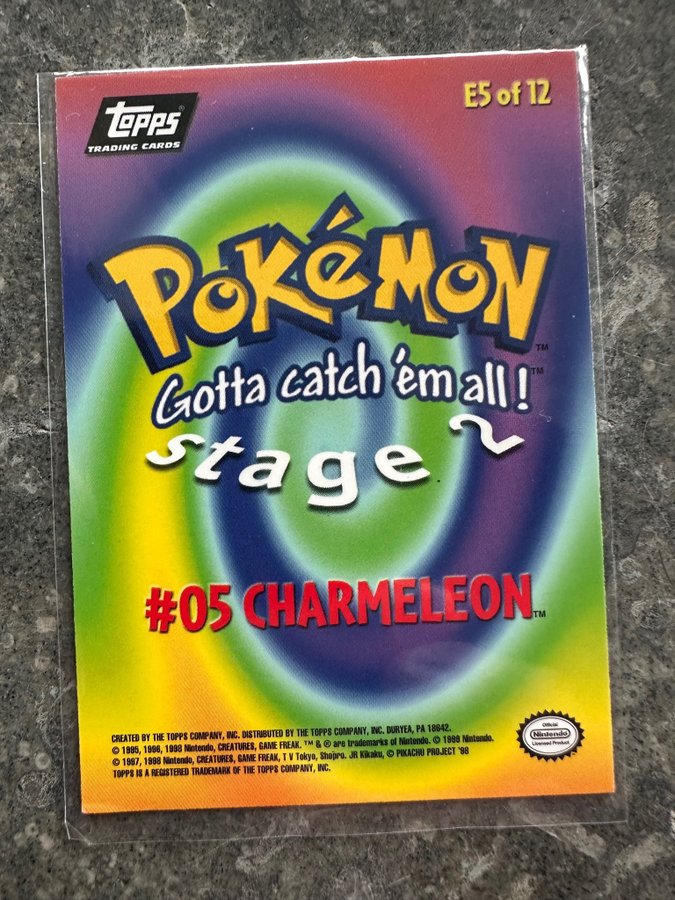 Topps®
TRADING CARDS
E5 of 12
POKéMON™
Gotta catch 'em all!™
stage 2
#05 CHARMELEON™
CREATED BY THE TOPPS COMPANY, INC. DISTRIBUTED BY THE TOPPS COMPANY, INC. DURYEA, PA 18642.
© 1995, 1996, 1998 Nintendo, CREATURES, GAME FREAK. ™ & ® are trademarks of Nintendo. © 1999 Nintendo.
© 1997, 1998 Nintendo, CREATURES, GAME FREAK, T V Tokyo, Shopro. JR Kikaku, © PIKACHU PROJECT '98
TOPPS IS A REGISTERED TRADEMARK OF THE TOPPS COMPANY, INC.
Official
Nintendo
Licensed Product